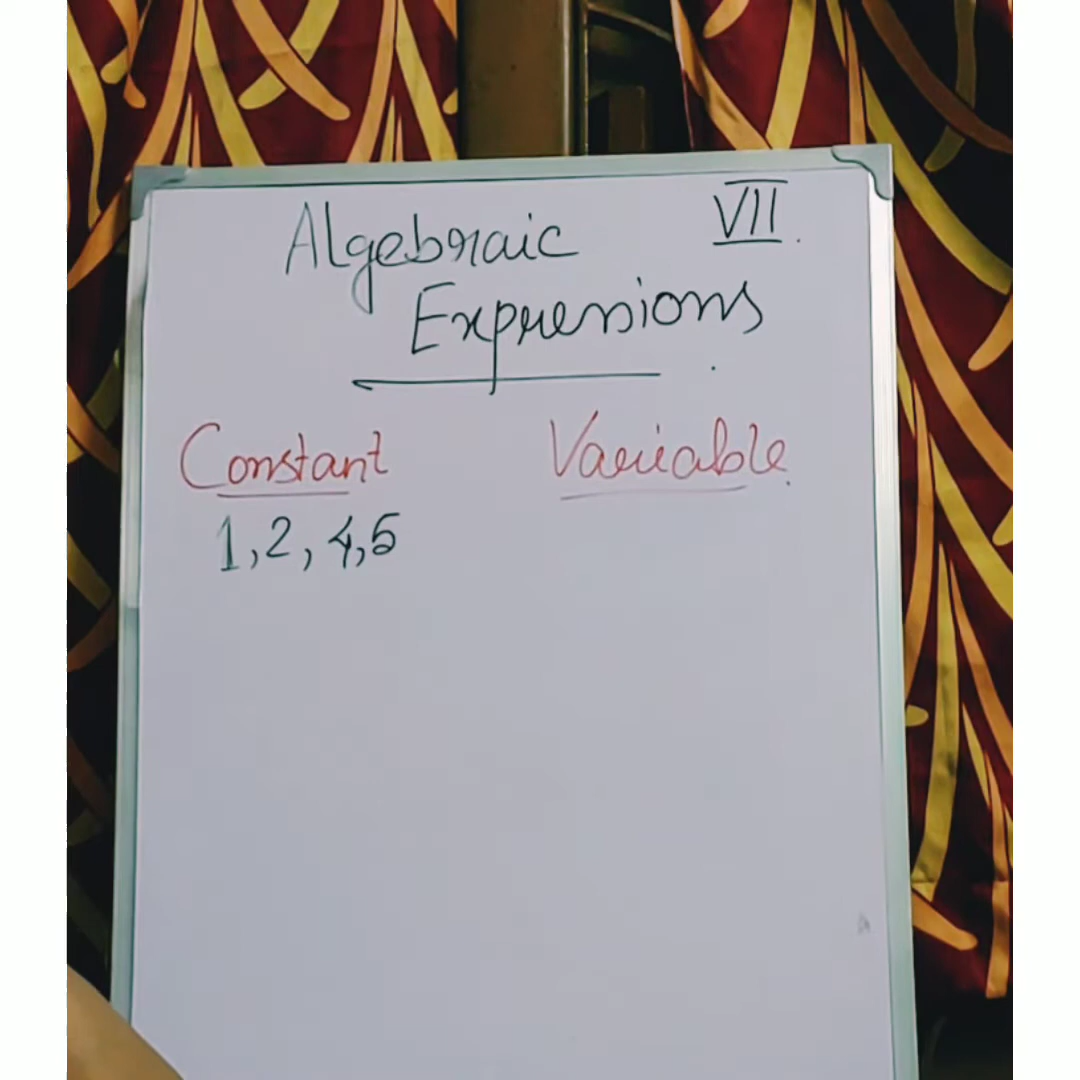 Algebraic VII
Expressions
Constant Variable
1, 2, 4, 5